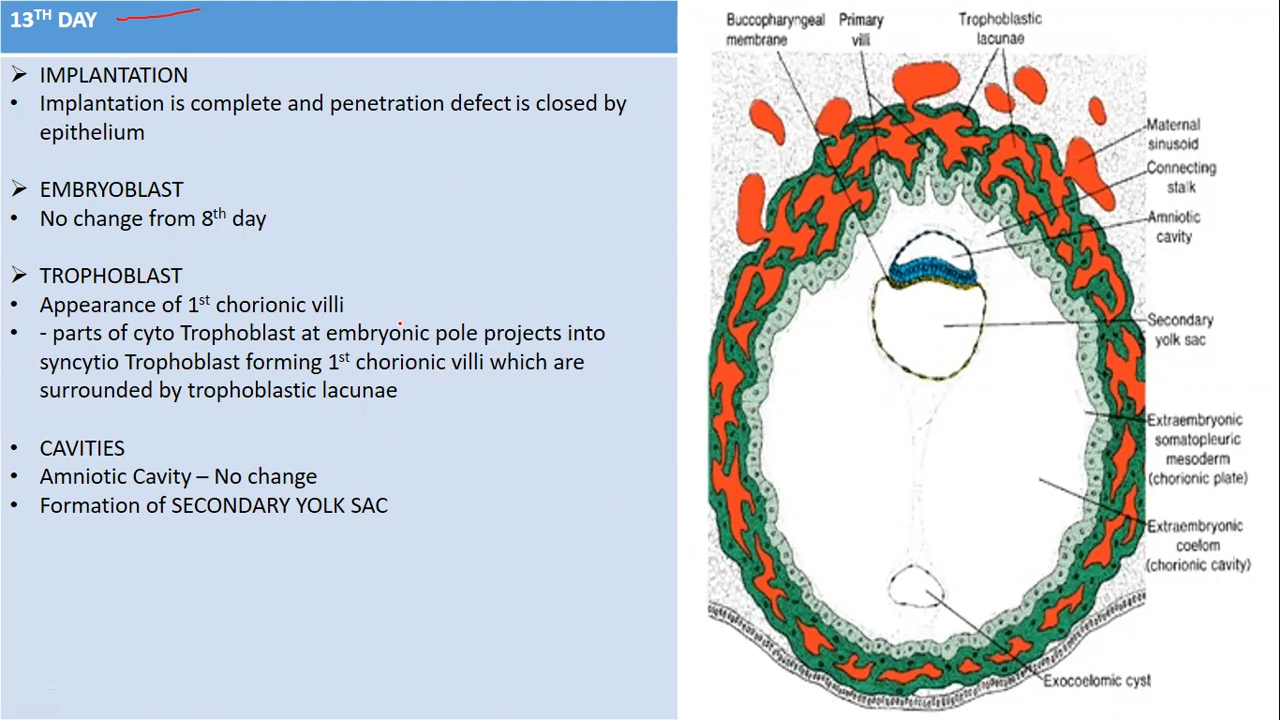 13TH DAY
➢ IMPLANTATION
• Implantation is complete and penetration defect is closed by
epithelium
➢ EMBRYOBLAST
• No change from 8th day
➢ TROPHOBLAST
• Appearance of 1st chorionic villi
• - parts of cyto Trophoblast at embryonic pole projects into
syncytio Trophoblast forming 1st chorionic villi which are
surrounded by trophoblastic lacunae
• CAVITIES
• Amniotic Cavity – No change
• Formation of SECONDARY YOLK SAC
Buccopharyngeal
membrane
Primary
villi
Trophoblastic
lacunae
Maternal
sinusoid
Connecting
stalk
Amniotic
cavity
Secondary
yolk sac
Extraembryonic
somatopleuric
mesoderm
(chorionic plate)
Extraembryonic
coelom
(chorionic cavity)
Exocoelomic cyst